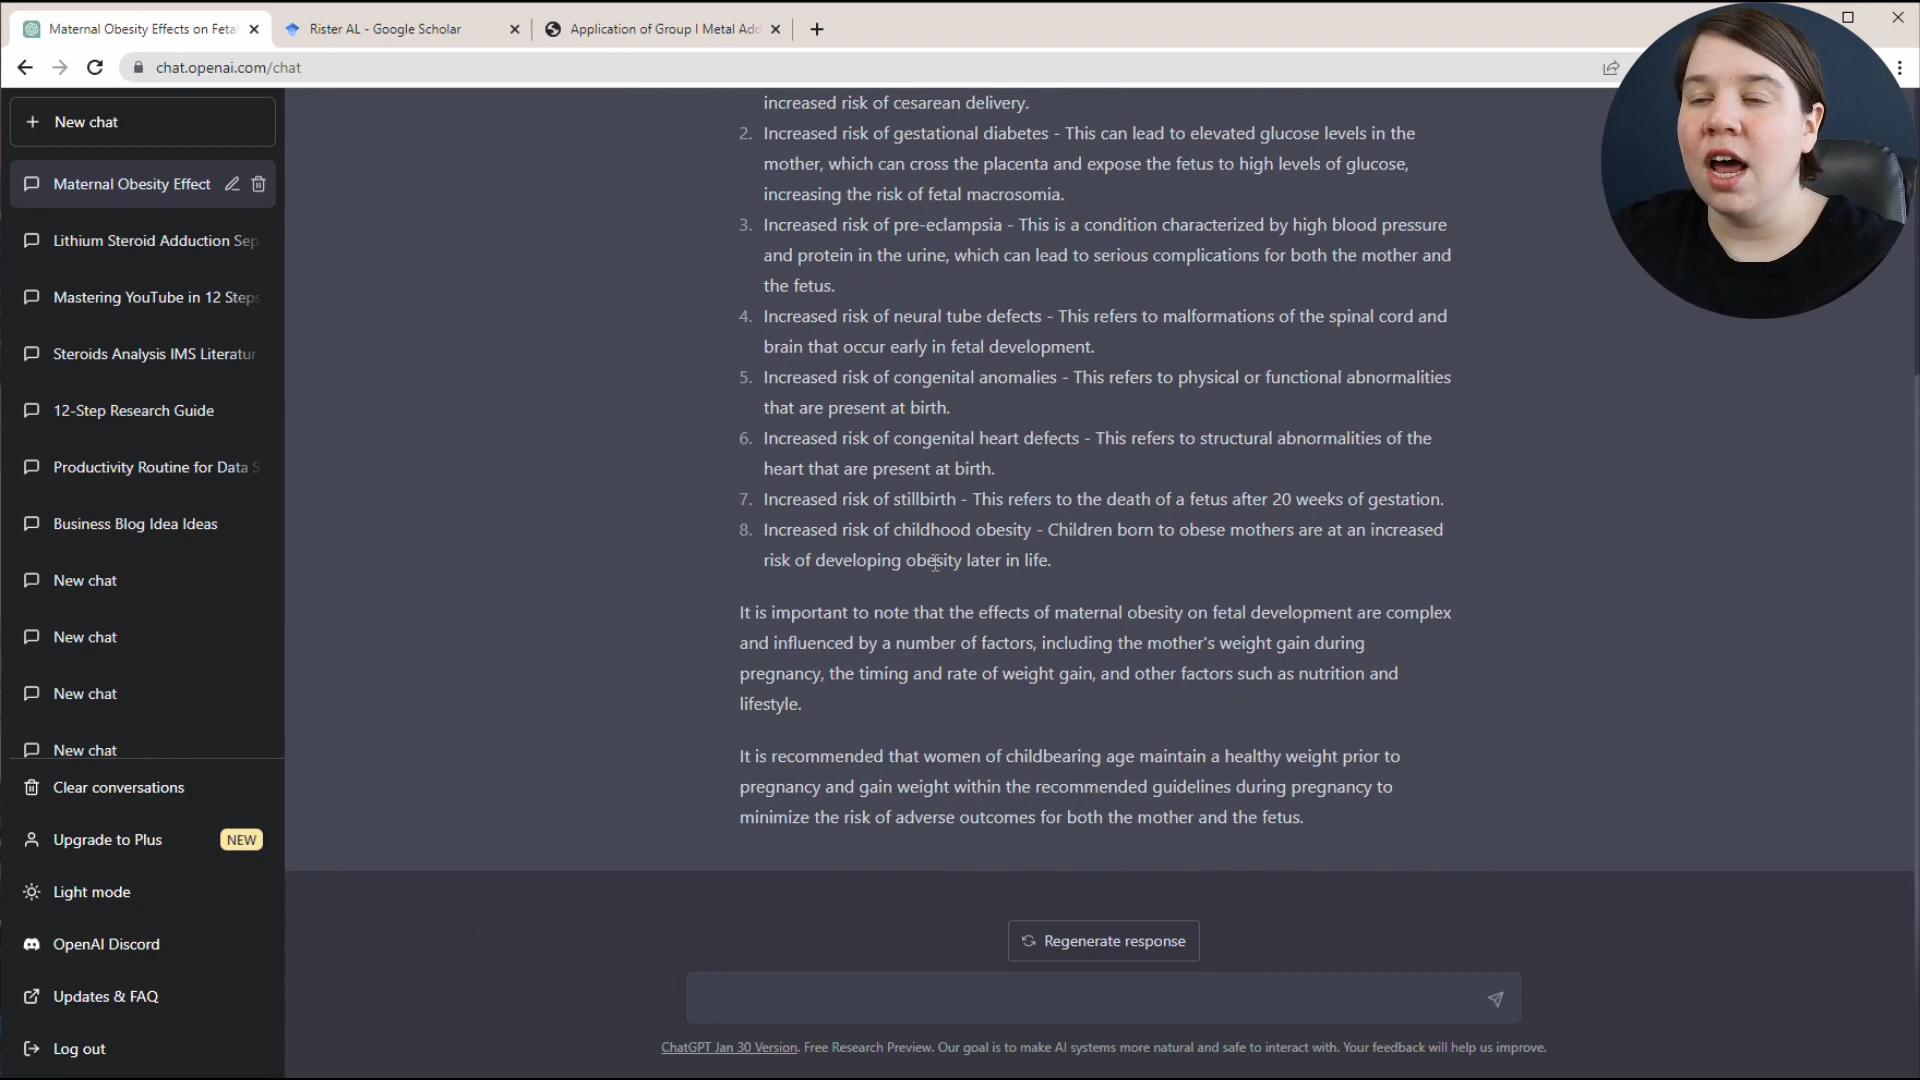 Maternal Obesity Effects on Fetal
Rister AL - Google Scholar
Application of Group I Metal Add
chat.openai.com/chat
New chat
Maternal Obesity Effect
Lithium Steroid Adduction Sep
Mastering YouTube in 12 Steps
Steroids Analysis IMS Literatur
12-Step Research Guide
Productivity Routine for Data S
Business Blog Idea Ideas
New chat
New chat
New chat
New chat
Clear conversations
Upgrade to Plus NEW
Light mode
OpenAI Discord
Updates & FAQ
Log out
increased risk of cesarean delivery.
2. Increased risk of gestational diabetes - This can lead to elevated glucose levels in the
mother, which can cross the placenta and expose the fetus to high levels of glucose,
increasing the risk of fetal macrosomia.
3. Increased risk of pre-eclampsia - This is a condition characterized by high blood pressure
and protein in the urine, which can lead to serious complications for both the mother and
the fetus.
4. Increased risk of neural tube defects - This refers to malformations of the spinal cord and
brain that occur early in fetal development.
5. Increased risk of congenital anomalies - This refers to physical or functional abnormalities
that are present at birth.
6. Increased risk of congenital heart defects - This refers to structural abnormalities of the
heart that are present at birth.
7. Increased risk of stillbirth - This refers to the death of a fetus after 20 weeks of gestation.
8. Increased risk of childhood obesity - Children born to obese mothers are at an increased
risk of developing obesity later in life.
It is important to note that the effects of maternal obesity on fetal development are complex
and influenced by a number of factors, including the mother's weight gain during
pregnancy, the timing and rate of weight gain, and other factors such as nutrition and
lifestyle.
It is recommended that women of childbearing age maintain a healthy weight prior to
pregnancy and gain weight within the recommended guidelines during pregnancy to
minimize the risk of adverse outcomes for both the mother and the fetus.
Regenerate response
ChatGPT Jan 30 Version. Free Research Preview. Our goal is to make AI systems more natural and safe to interact with. Your feedback will help us improve.